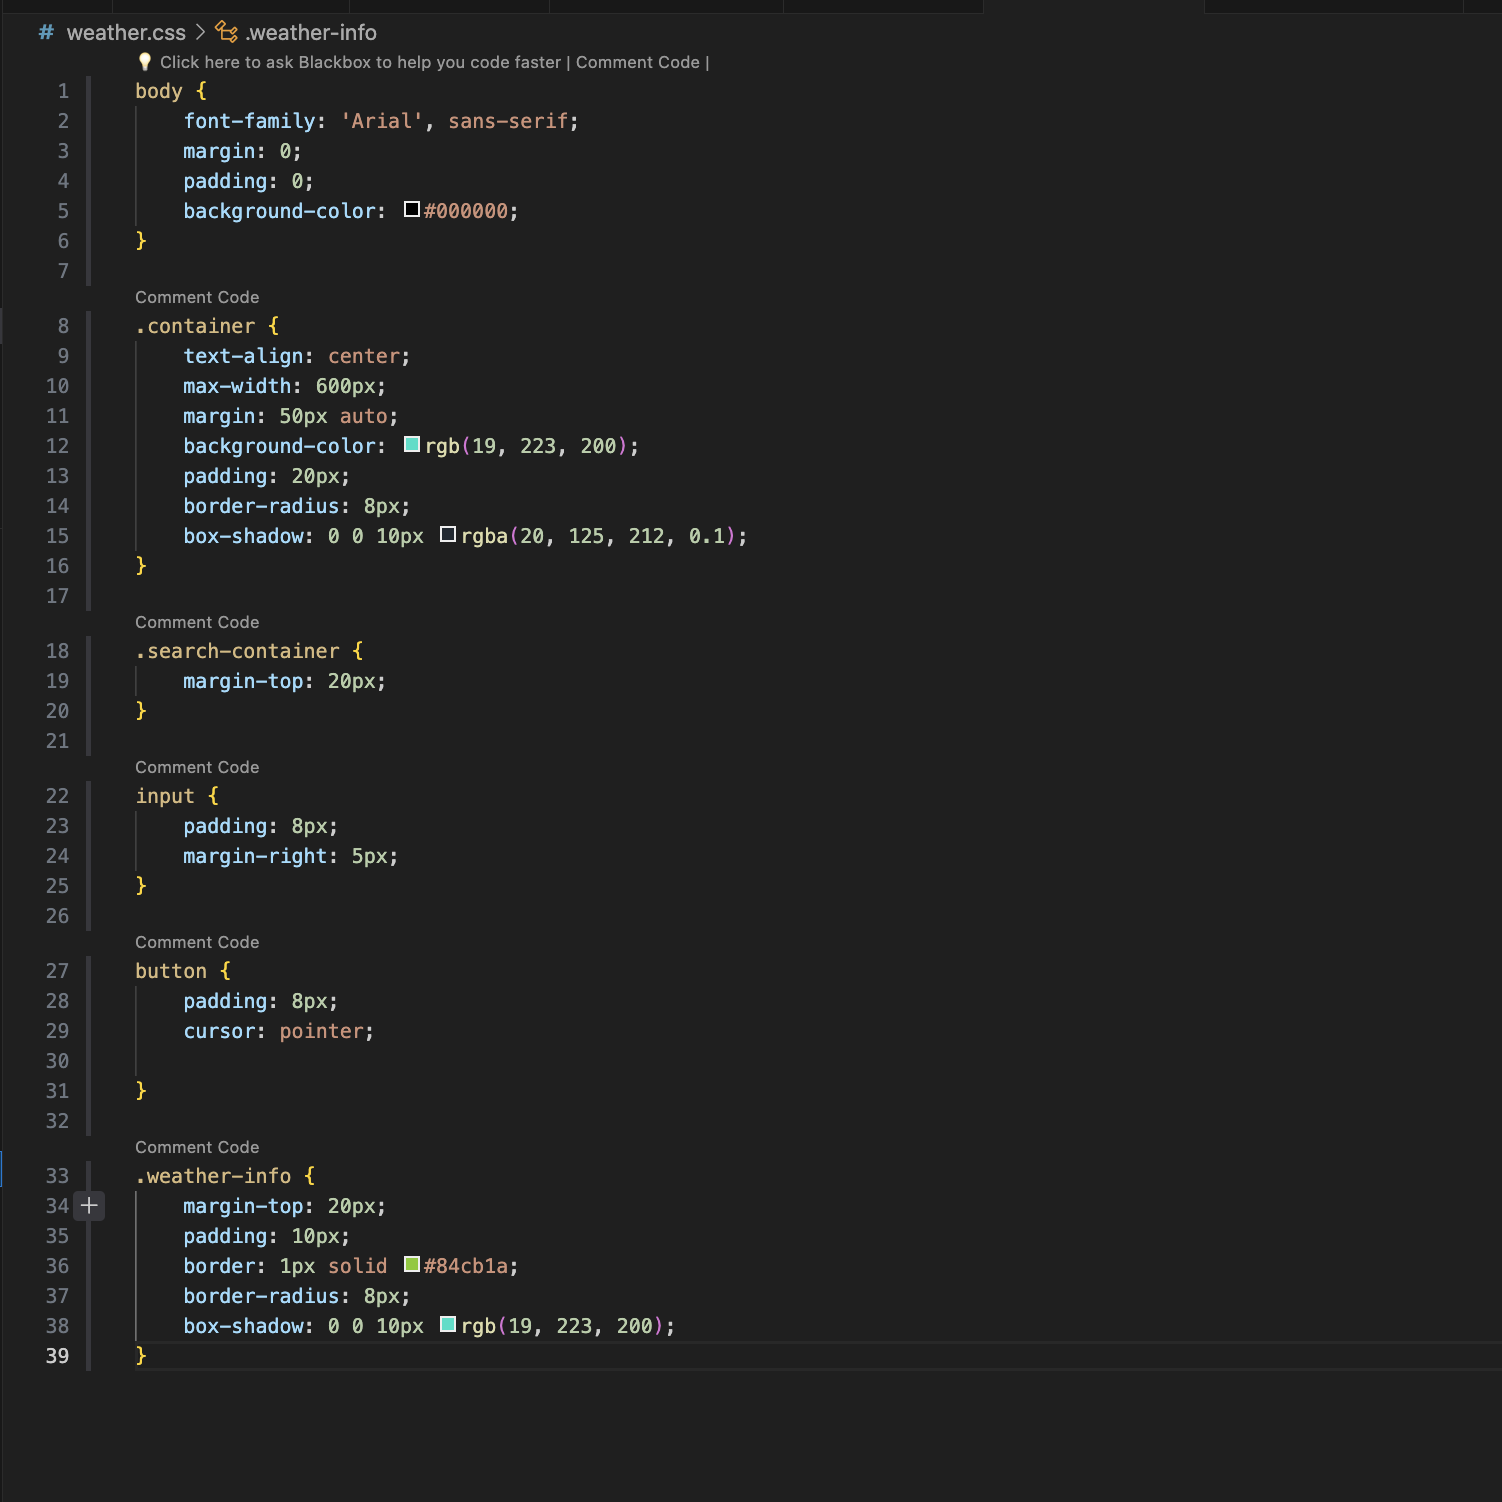 # weather.css > .weather-info
Click here to ask Blackbox to help you code faster | Comment Code |
1 body {
2     font-family: 'Arial', sans-serif;
3     margin: 0;
4     padding: 0;
5     background-color: #000000;
6 }
7
Comment Code
8 .container {
9     text-align: center;
10     max-width: 600px;
11     margin: 50px auto;
12     background-color: rgb(19, 223, 200);
13     padding: 20px;
14     border-radius: 8px;
15     box-shadow: 0 0 10px rgba(20, 125, 212, 0.1);
16 }
17
Comment Code
18 .search-container {
19     margin-top: 20px;
20 }
21
Comment Code
22 input {
23     padding: 8px;
24     margin-right: 5px;
25 }
26
Comment Code
27 button {
28     padding: 8px;
29     cursor: pointer;
30
31 }
32
Comment Code
33 .weather-info {
34 +     margin-top: 20px;
35     padding: 10px;
36     border: 1px solid #84cb1a;
37     border-radius: 8px;
38     box-shadow: 0 0 10px rgb(19, 223, 200);
39 }